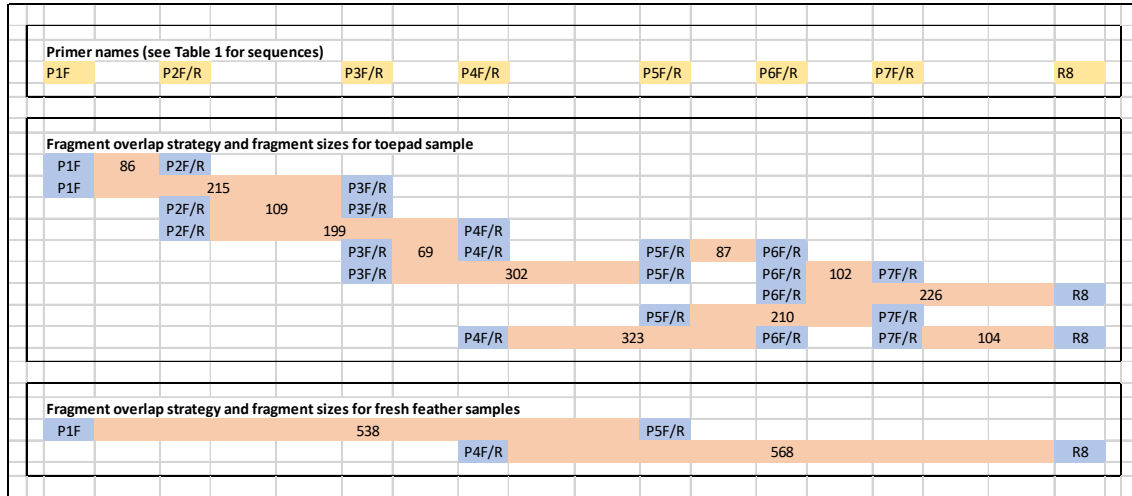 Primer names (see Table 1 for sequences)
P1F P2F/R P3F/R P4F/R P5F/R P6F/R P7F/R R8
Fragment overlap strategy and fragment sizes for toepad sample
P1F 86 P2F/R
P1F 215 P3F/R
P2F/R 109 P3F/R
P2F/R 199 P4F/R
P3F/R 69 P4F/R P5F/R 87 P6F/R
P3F/R 302 P5F/R P6F/R 102 P7F/R
P6F/R 226 R8
P5F/R 210 P7F/R
P4F/R 323 P6F/R P7F/R 104 R8
Fragment overlap strategy and fragment sizes for fresh feather samples
P1F 538 P5F/R
P4F/R 568 R8